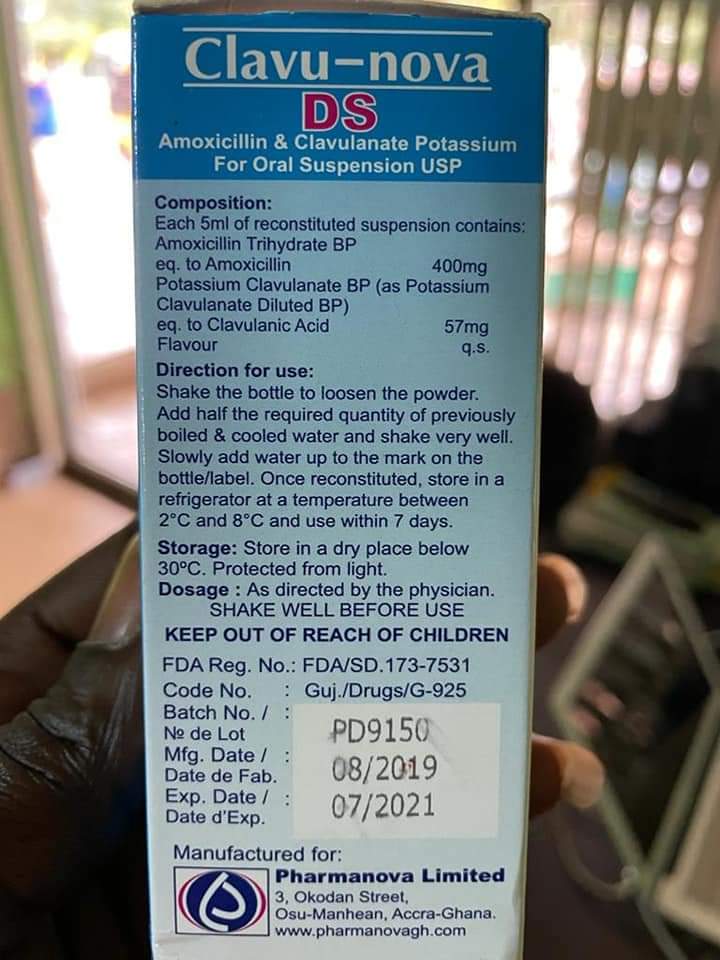 Clavu-nova
DS
Amoxicillin & Clavulanate Potassium
For Oral Suspension USP
Composition:
Each 5ml of reconstituted suspension contains:
Amoxicillin Trihydrate BP
eq. to Amoxicillin 400mg
Potassium Clavulanate BP (as Potassium
Clavulanate Diluted BP)
eq. to Clavulanic Acid 57mg
Flavour q.s.
Direction for use:
Shake the bottle to loosen the powder.
Add half the required quantity of previously
boiled & cooled water and shake very well.
Slowly add water up to the mark on the
bottle/label. Once reconstituted, store in a
refrigerator at a temperature between
2°C and 8°C and use within 7 days.
Storage: Store in a dry place below
30ºC. Protected from light.
Dosage : As directed by the physician.
SHAKE WELL BEFORE USE
KEEP OUT OF REACH OF CHILDREN
FDA Reg. No.: FDA/SD.173-7531
Code No. : Guj./Drugs/G-925
Batch No. / :
№ de Lot PD9150
Mfg. Date / :
Date de Fab. 08/2019
Exp. Date / :
Date d'Exp. 07/2021
Manufactured for:
Pharmanova Limited
3, Okodan Street,
Osu-Manhean, Accra-Ghana.
www.pharmanovagh.com